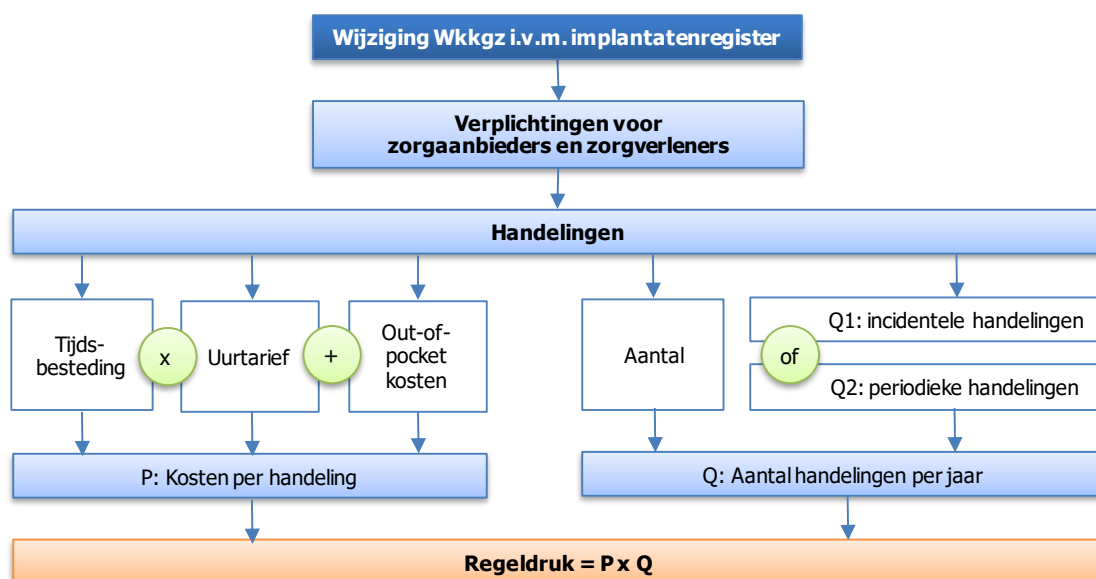 Wijziging Wkkgz i.v.m. implantatenregister
Verplichtingen voor
zorgaanbieders en zorgverleners
Handelingen
Tijds-
besteding
x
Uurtarief
+
Out-of-
pocket
kosten
Aantal
Q1: incidentele handelingen
of
Q2: periodieke handelingen
P: Kosten per handeling
Q: Aantal handelingen per jaar
Regeldruk = P x Q